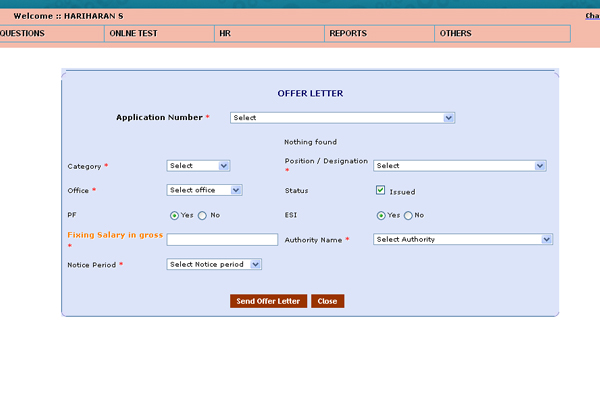 Welcome :: HARIHARAN S
QUESTIONS ONLNE TEST HR REPORTS OTHERS
OFFER LETTER
Application Number * Select
Nothing found
Category * Select Position / Designation * Select
Office * Select office Status Issued
PF Yes No ESI Yes No
Fixing Salary in gross * Authority Name * Select Authority
Notice Period * Select Notice period
Send Offer Letter Close